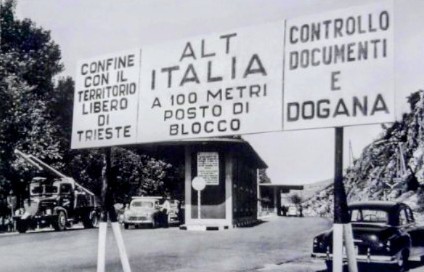 CONFINE
CON IL
TERRITORIO
LIBERO DI
TRIESTE
ALT
ITALIA
A 100 METRI
POSTO DI
BLOCCO
CONTROLLO
DOCUMENTI
E
DOGANA